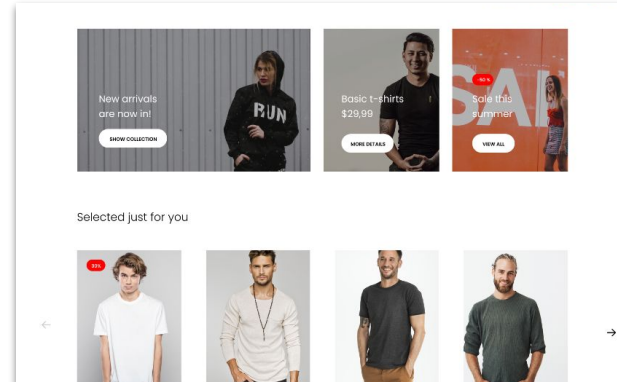 New arrivals
are now in!
SHOW COLLECTION
RUN
Basic t-shirts
$29,99
MORE DETAILS
-50 %
SAL
Sale this
summer
VIEW ALL
Selected just for you